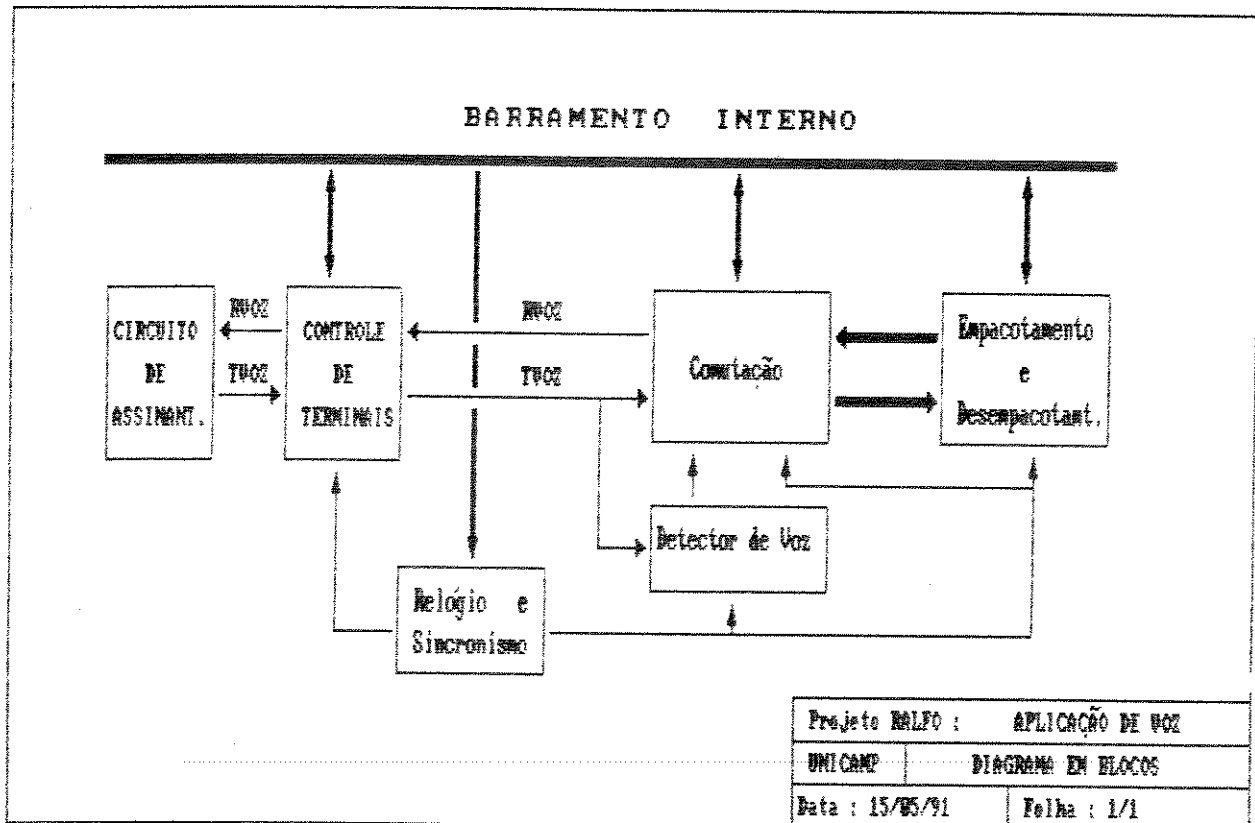 BARRAMENTO INTERNO
RVOZ
TVOZ
CIRCUITO
DE
ASSINANT.
CONTROLE
DE
TERMINAIS
RVOZ
TVOZ
Comutação
Empacotamento
e
Desempacotamt.
Detector de Voz
Relógio e
Sincronismo
Projeto RALFO : APLICAÇÃO DE VOZ
UNICAMP DIAGRAMA EM BLOCOS
Data : 15/05/91 Folha : 1/1